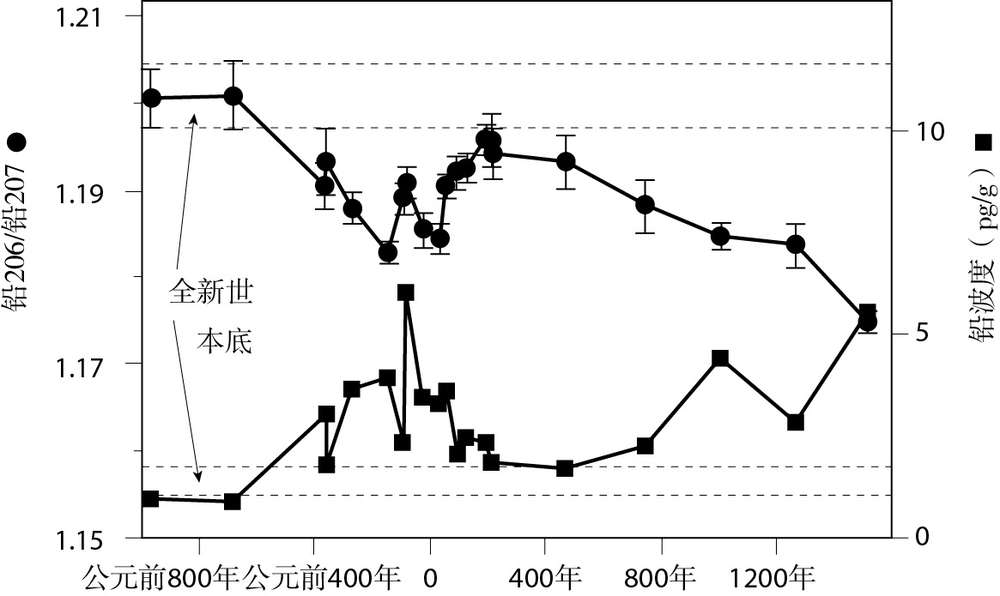 1.21
1.19
1.17
1.15
铅206/铅207
10
5
0
铅波度（pg/g）
全新世
本底
公元前800年
公元前400年
0
400年
800年
1200年